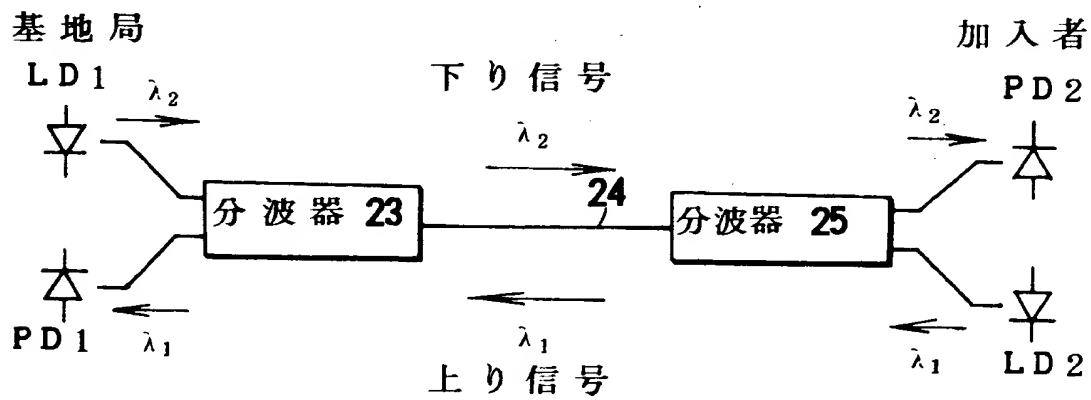 基地局
LD1
λ2
下り信号
λ2
加入者
PD2
λ2
分波器 23
24
分波器 25
PD1
λ1
λ1
上り信号
λ1
LD2